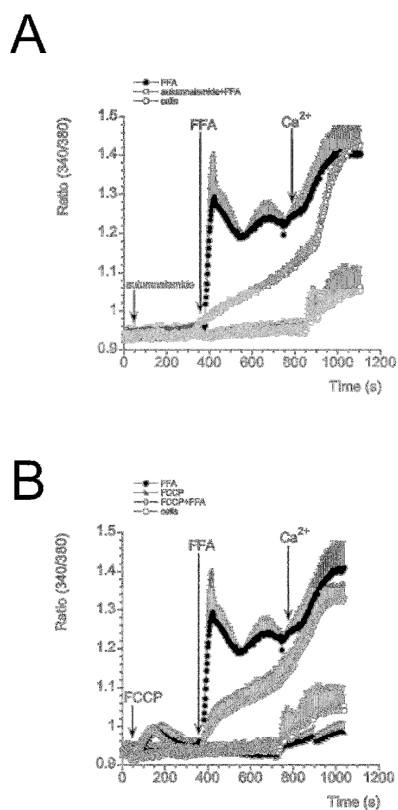 A
FFA
autumnalamide+FFA
cells
1.5
1.4
1.3
1.2
1.1
1
0.9
Ratio (340/380)
FFA
Ca2+
autumnalamide
0 200 400 600 800 1000 1200
Time (s)
B
FFA
FCCP
FCCP+FFA
cells
1.5
1.4
1.3
1.2
1.1
1
0.9
Ratio (340/380)
FFA
Ca2+
FCCP
0 200 400 600 800 1000 1200
Time (s)